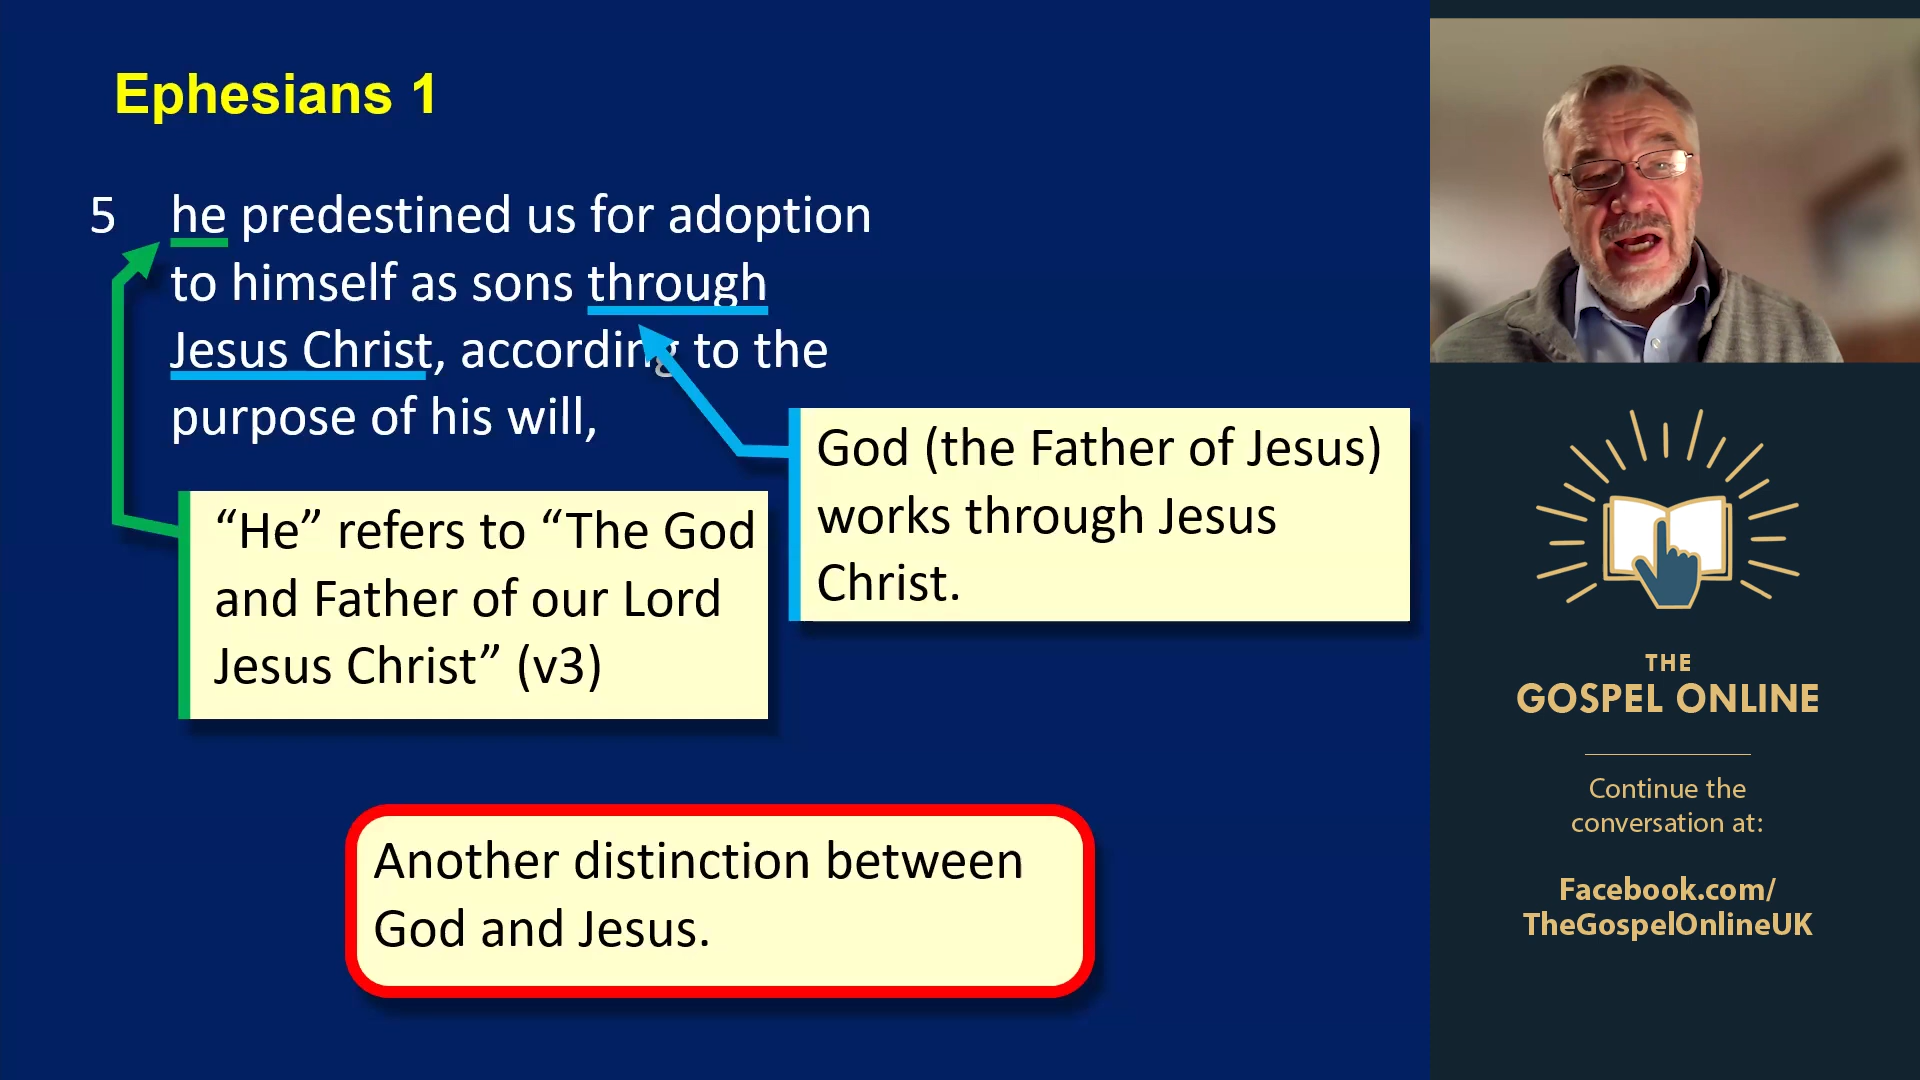 Ephesians 1
5 he predestined us for adoption
to himself as sons through
Jesus Christ, according to the
purpose of his will,
God (the Father of Jesus)
works through Jesus
Christ.
“He” refers to “The God
and Father of our Lord
Jesus Christ” (v3)
Another distinction between
God and Jesus.
THE
GOSPEL ONLINE
Continue the
conversation at:
Facebook.com/
TheGospelOnlineUK